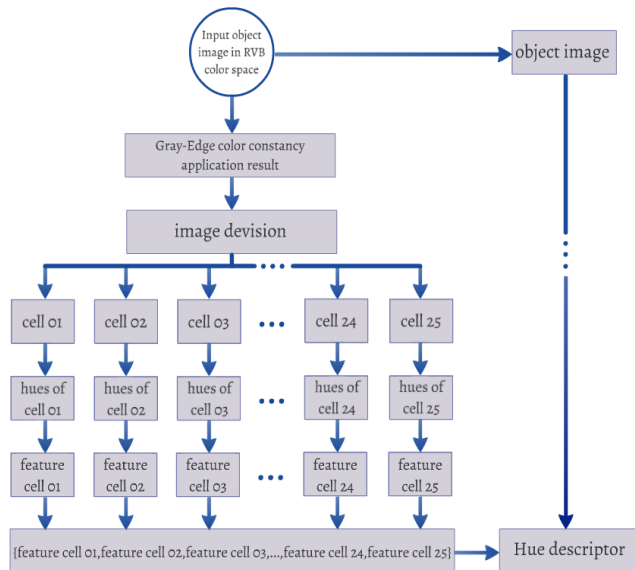 Input object
image in RVB
color space
object image
Gray-Edge color constancy
application result
image devision
cell 01
cell 02
cell 03
cell 24
cell 25
hues of
cell 01
hues of
cell 02
hues of
cell 03
hues of
cell 24
hues of
cell 25
feature
cell 01
feature
cell 02
feature
cell 03
feature
cell 24
feature
cell 25
{feature cell 01,feature cell 02,feature cell 03,...,feature cell 24,feature cell 25}
Hue descriptor